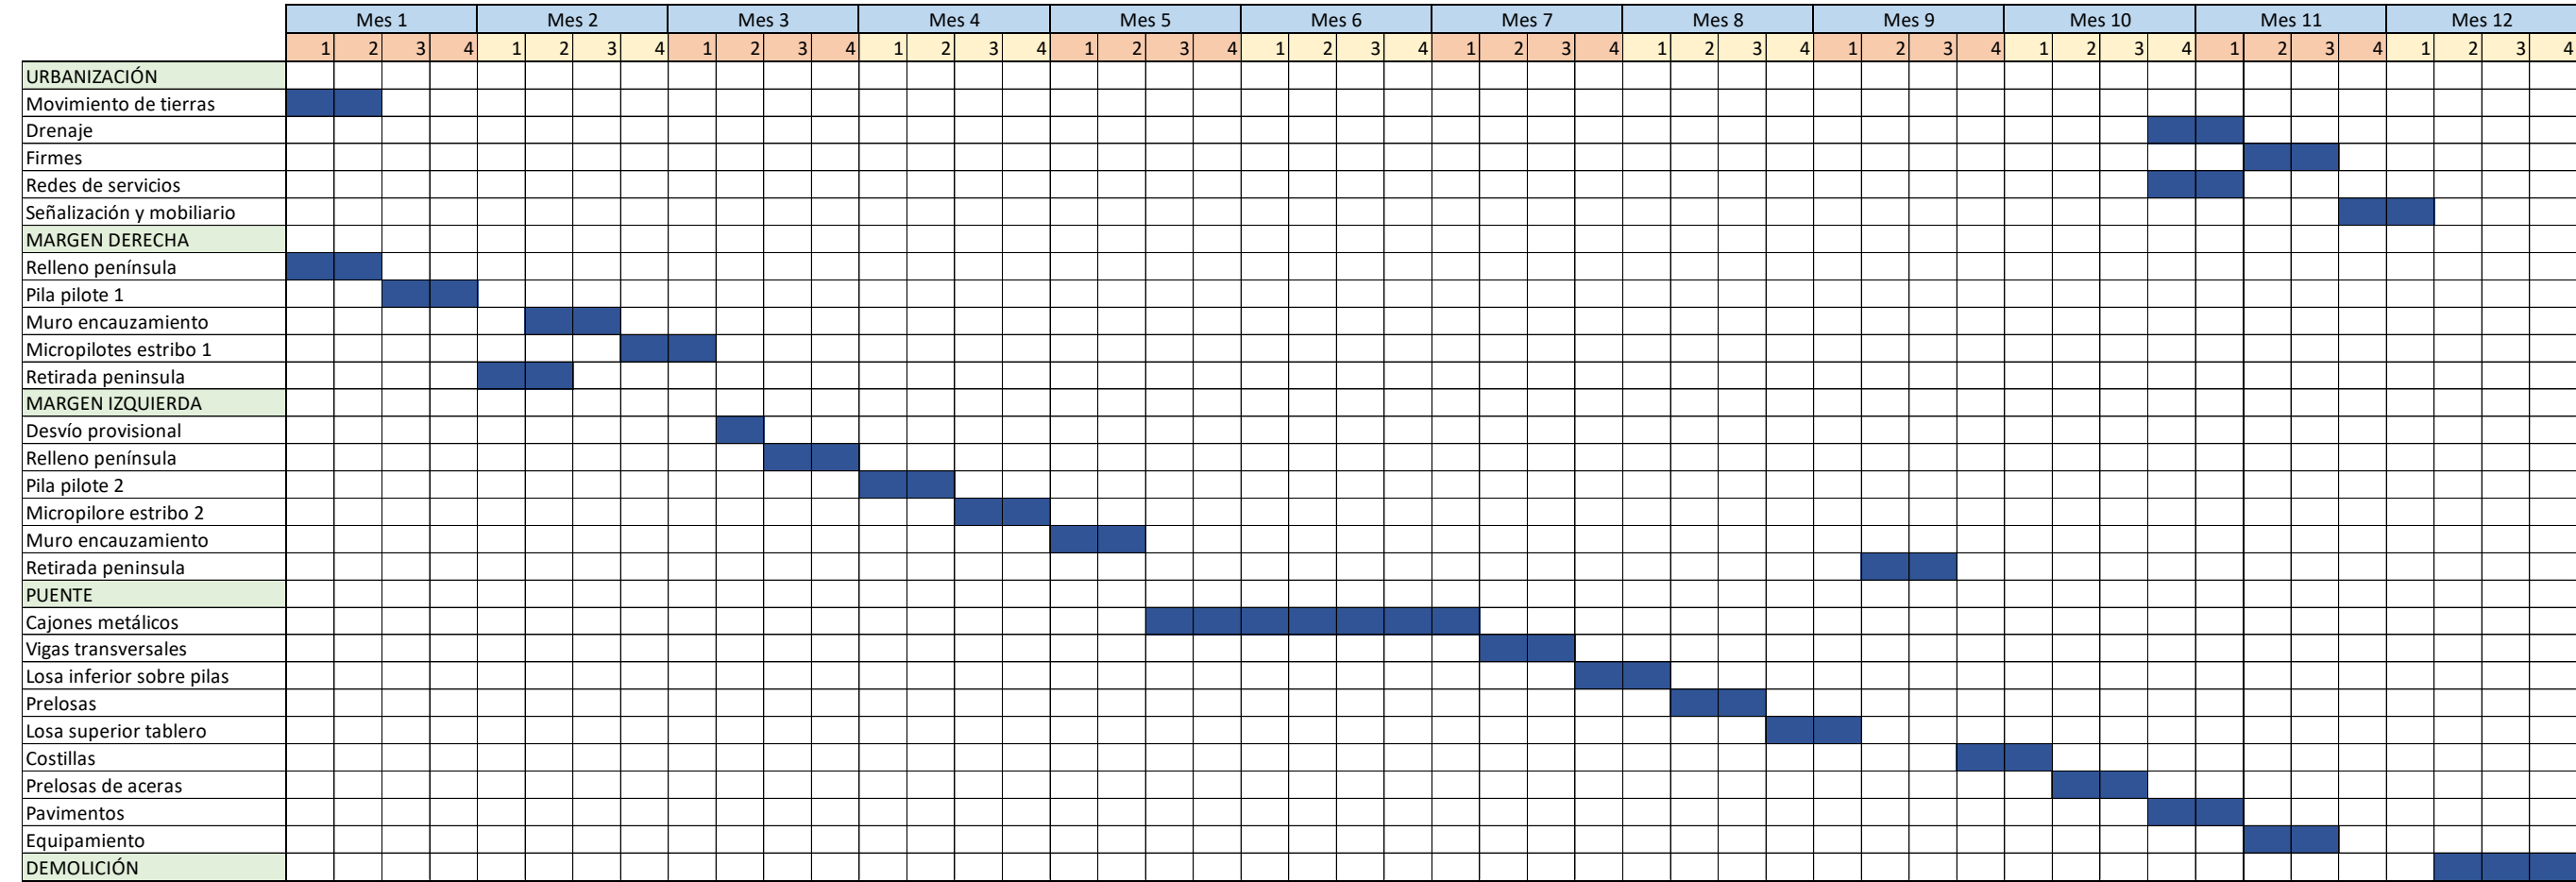 Mes 1 Mes 2 Mes 3 Mes 4 Mes 5 Mes 6 Mes 7 Mes 8 Mes 9 Mes 10 Mes 11 Mes 12
1 2 3 4 1 2 3 4 1 2 3 4 1 2 3 4 1 2 3 4 1 2 3 4 1 2 3 4 1 2 3 4 1 2 3 4 1 2 3 4 1 2 3 4 1 2 3 4
URBANIZACIÓN
Movimiento de tierras
Drenaje
Firmes
Redes de servicios
Señalización y mobiliario
MARGEN DERECHA
Relleno península
Pila pilote 1
Muro encauzamiento
Micropilotes estribo 1
Retirada peninsula
MARGEN IZQUIERDA
Desvío provisional
Relleno península
Pila pilote 2
Micropilore estribo 2
Muro encauzamiento
Retirada peninsula
PUENTE
Cajones metálicos
Vigas transversales
Losa inferior sobre pilas
Prelosas
Losa superior tablero
Costillas
Prelosas de aceras
Pavimentos
Equipamiento
DEMOLICIÓN